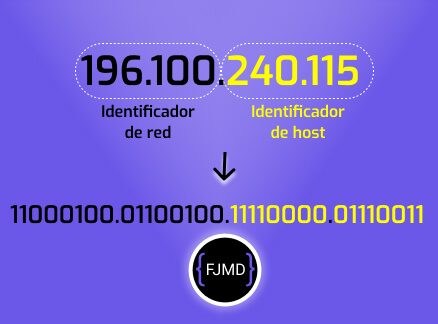 196.100.240.115
Identificador Identificador
de red de host
11000100.01100100.11110000.01110011
{FJMD}